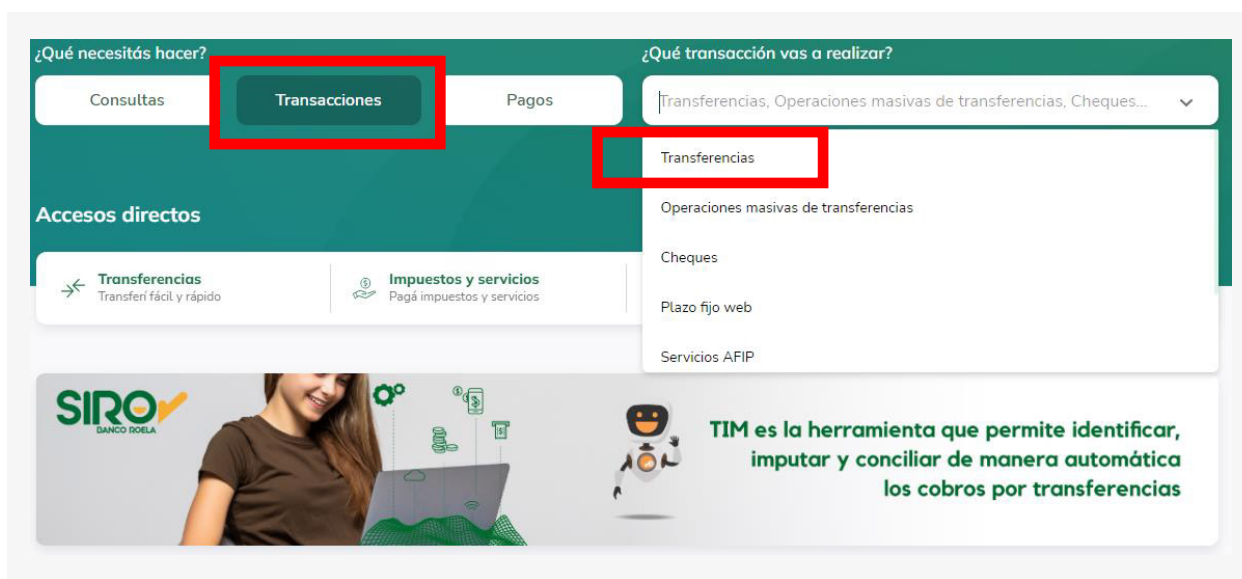 ¿Qué necesitás hacer?
¿Qué transacción vas a realizar?
Consultas
Transacciones
Pagos
Transferencias, Operaciones masivas de transferencias, Cheques...
Transferencias
Operaciones masivas de transferencias
Cheques
Plazo fijo web
Servicios AFIP
Accesos directos
Transferencias
Transferí fácil y rápido
Impuestos y servicios
Pagá impuestos y servicios
SIRO
BANCO ROELA
TIM es la herramienta que permite identificar,
imputar y conciliar de manera automática
los cobros por transferencias